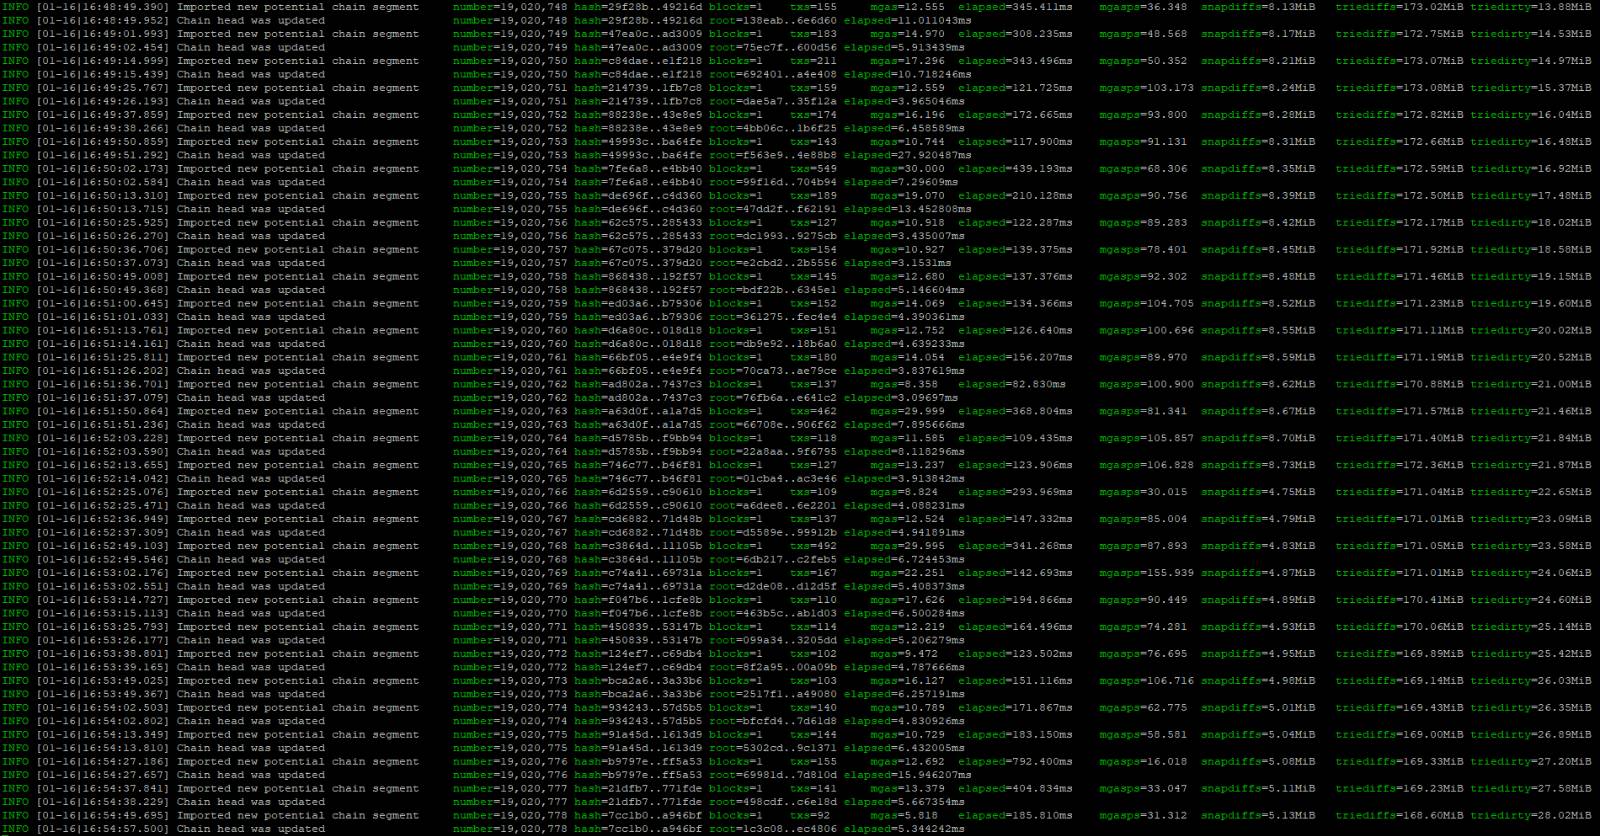 INFO [01-16|16:48:49.390] Imported new potential chain segment number=19,020,748 hash=29f28b..49216d blocks=1 txs=155 mgas=12.555 elapsed=345.411ms mgasps=36.348 snapdiffs=8.13MiB triediffs=173.02MiB triedirty=13.88MiB
INFO [01-16|16:48:49.952] Chain head was updated number=19,020,748 hash=29f28b..49216d root=138eab..6e6d60 elapsed=11.011043ms
INFO [01-16|16:49:01.993] Imported new potential chain segment number=19,020,749 hash=47ea0c..ad3009 blocks=1 txs=183 mgas=14.970 elapsed=308.235ms mgasps=48.568 snapdiffs=8.17MiB triediffs=172.75MiB triedirty=14.53MiB
INFO [01-16|16:49:02.454] Chain head was updated number=19,020,749 hash=47ea0c..ad3009 root=75ec7f..600d56 elapsed=5.913439ms
INFO [01-16|16:49:14.999] Imported new potential chain segment number=19,020,750 hash=c84dae..e1f218 blocks=1 txs=211 mgas=17.296 elapsed=343.496ms mgasps=50.352 snapdiffs=8.21MiB triediffs=173.07MiB triedirty=14.97MiB
INFO [01-16|16:49:15.439] Chain head was updated number=19,020,750 hash=c84dae..e1f218 root=692401..a4e408 elapsed=10.718246ms
INFO [01-16|16:49:25.767] Imported new potential chain segment number=19,020,751 hash=214739..1fb7c8 blocks=1 txs=159 mgas=12.559 elapsed=121.725ms mgasps=103.173 snapdiffs=8.24MiB triediffs=173.08MiB triedirty=15.37MiB
INFO [01-16|16:49:26.193] Chain head was updated number=19,020,751 hash=214739..1fb7c8 root=dae5a7..35f12a elapsed=3.965046ms
INFO [01-16|16:49:37.859] Imported new potential chain segment number=19,020,752 hash=88238e..43e8e9 blocks=1 txs=174 mgas=16.196 elapsed=172.665ms mgasps=93.800 snapdiffs=8.28MiB triediffs=172.82MiB triedirty=16.04MiB
INFO [01-16|16:49:38.266] Chain head was updated number=19,020,752 hash=88238e..43e8e9 root=4bb06c..1b6f25 elapsed=6.458589ms
INFO [01-16|16:49:50.859] Imported new potential chain segment number=19,020,753 hash=49993c..ba64fe blocks=1 txs=143 mgas=10.744 elapsed=117.900ms mgasps=91.131 snapdiffs=8.31MiB triediffs=172.66MiB triedirty=16.48MiB
INFO [01-16|16:49:51.292] Chain head was updated number=19,020,753 hash=49993c..ba64fe root=f563e9..4e88b8 elapsed=27.920487ms
INFO [01-16|16:50:02.173] Imported new potential chain segment number=19,020,754 hash=7fe6a8..e4bb40 blocks=1 txs=549 mgas=30.000 elapsed=439.193ms mgasps=68.306 snapdiffs=8.35MiB triediffs=172.59MiB triedirty=16.92MiB
INFO [01-16|16:50:02.584] Chain head was updated number=19,020,754 hash=7fe6a8..e4bb40 root=99f16d..704b94 elapsed=7.29609ms
INFO [01-16|16:50:13.310] Imported new potential chain segment number=19,020,755 hash=de696f..c4d360 blocks=1 txs=189 mgas=19.070 elapsed=210.128ms mgasps=90.756 snapdiffs=8.39MiB triediffs=172.50MiB triedirty=17.48MiB
INFO [01-16|16:50:13.715] Chain head was updated number=19,020,755 hash=de696f..c4d360 root=47dd2f..f62191 elapsed=13.452808ms
INFO [01-16|16:50:25.925] Imported new potential chain segment number=19,020,756 hash=62c575..285433 blocks=1 txs=127 mgas=10.918 elapsed=122.287ms mgasps=89.283 snapdiffs=8.42MiB triediffs=172.17MiB triedirty=18.02MiB
INFO [01-16|16:50:26.270] Chain head was updated number=19,020,756 hash=62c575..285433 root=dc1993..5275cb elapsed=3.435007ms
INFO [01-16|16:50:36.706] Imported new potential chain segment number=19,020,757 hash=67c075..379d20 blocks=1 txs=154 mgas=10.927 elapsed=139.375ms mgasps=78.401 snapdiffs=8.45MiB triediffs=171.92MiB triedirty=18.58MiB
INFO [01-16|16:50:37.073] Chain head was updated number=19,020,757 hash=67c075..379d20 root=e2cbd2..2b5556 elapsed=3.1531ms
INFO [01-16|16:50:49.008] Imported new potential chain segment number=19,020,758 hash=868438..192f57 blocks=1 txs=145 mgas=12.680 elapsed=137.376ms mgasps=92.302 snapdiffs=8.48MiB triediffs=171.46MiB triedirty=19.15MiB
INFO [01-16|16:50:49.368] Chain head was updated number=19,020,758 hash=868438..192f57 root=bdf22b..6345e1 elapsed=5.146604ms
INFO [01-16|16:51:00.645] Imported new potential chain segment number=19,020,759 hash=ed03a6..b79306 blocks=1 txs=152 mgas=14.069 elapsed=134.366ms mgasps=104.705 snapdiffs=8.52MiB triediffs=171.23MiB triedirty=19.60MiB
INFO [01-16|16:51:01.033] Chain head was updated number=19,020,759 hash=ed03a6..b79306 root=361275..fec4e4 elapsed=4.390361ms
INFO [01-16|16:51:13.761] Imported new potential chain segment number=19,020,760 hash=d6a80c..018d18 blocks=1 txs=151 mgas=12.752 elapsed=126.640ms mgasps=100.696 snapdiffs=8.55MiB triediffs=171.11MiB triedirty=20.02MiB
INFO [01-16|16:51:14.161] Chain head was updated number=19,020,760 hash=d6a80c..018d18 root=db9e92..18b6a0 elapsed=4.639233ms
INFO [01-16|16:51:25.811] Imported new potential chain segment number=19,020,761 hash=66bf05..e4e9f4 blocks=1 txs=180 mgas=14.054 elapsed=156.207ms mgasps=89.970 snapdiffs=8.59MiB triediffs=171.19MiB triedirty=20.52MiB
INFO [01-16|16:51:26.202] Chain head was updated number=19,020,761 hash=66bf05..e4e9f4 root=70ca73..ae79ce elapsed=3.837619ms
INFO [01-16|16:51:36.701] Imported new potential chain segment number=19,020,762 hash=ad802a..7437c3 blocks=1 txs=137 mgas=8.358 elapsed=82.830ms mgasps=100.900 snapdiffs=8.62MiB triediffs=170.88MiB triedirty=21.00MiB
INFO [01-16|16:51:37.079] Chain head was updated number=19,020,762 hash=ad802a..7437c3 root=76fb6a..e641c2 elapsed=3.09697ms
INFO [01-16|16:51:50.864] Imported new potential chain segment number=19,020,763 hash=a63d0f..a1a7d5 blocks=1 txs=462 mgas=29.999 elapsed=368.804ms mgasps=81.341 snapdiffs=8.67MiB triediffs=171.57MiB triedirty=21.46MiB
INFO [01-16|16:51:51.236] Chain head was updated number=19,020,763 hash=a63d0f..a1a7d5 root=66708e..906f62 elapsed=7.895666ms
INFO [01-16|16:52:03.228] Imported new potential chain segment number=19,020,764 hash=d5785b..f9bb94 blocks=1 txs=118 mgas=11.585 elapsed=109.435ms mgasps=105.857 snapdiffs=8.70MiB triediffs=171.40MiB triedirty=21.84MiB
INFO [01-16|16:52:03.590] Chain head was updated number=19,020,764 hash=d5785b..f9bb94 root=22a8aa..9f6795 elapsed=8.118296ms
INFO [01-16|16:52:13.655] Imported new potential chain segment number=19,020,765 hash=746c77..b46f81 blocks=1 txs=127 mgas=13.237 elapsed=123.906ms mgasps=106.828 snapdiffs=8.73MiB triediffs=172.36MiB triedirty=21.87MiB
INFO [01-16|16:52:14.042] Chain head was updated number=19,020,765 hash=746c77..b46f81 root=01cba4..ac3e46 elapsed=3.913842ms
INFO [01-16|16:52:25.076] Imported new potential chain segment number=19,020,766 hash=6d2559..c90610 blocks=1 txs=109 mgas=8.824 elapsed=293.969ms mgasps=30.015 snapdiffs=4.75MiB triediffs=171.04MiB triedirty=22.65MiB
INFO [01-16|16:52:25.471] Chain head was updated number=19,020,766 hash=6d2559..c90610 root=a6dee8..6e2201 elapsed=4.088231ms
INFO [01-16|16:52:36.949] Imported new potential chain segment number=19,020,767 hash=cd6882..71d48b blocks=1 txs=137 mgas=12.524 elapsed=147.332ms mgasps=85.004 snapdiffs=4.79MiB triediffs=171.01MiB triedirty=23.09MiB
INFO [01-16|16:52:37.309] Chain head was updated number=19,020,767 hash=cd6882..71d48b root=d5589e..99912b elapsed=4.941891ms
INFO [01-16|16:52:49.103] Imported new potential chain segment number=19,020,768 hash=c3864d..11105b blocks=1 txs=492 mgas=29.995 elapsed=341.268ms mgasps=87.893 snapdiffs=4.83MiB triediffs=171.05MiB triedirty=23.58MiB
INFO [01-16|16:52:49.546] Chain head was updated number=19,020,768 hash=c3864d..11105b root=6db217..c2feb5 elapsed=6.724453ms
INFO [01-16|16:53:02.176] Imported new potential chain segment number=19,020,769 hash=c74a41..69731a blocks=1 txs=167 mgas=22.251 elapsed=142.693ms mgasps=155.939 snapdiffs=4.87MiB triediffs=171.01MiB triedirty=24.06MiB
INFO [01-16|16:53:02.551] Chain head was updated number=19,020,769 hash=c74a41..69731a root=d2de08..d12d5f elapsed=5.408373ms
INFO [01-16|16:53:14.727] Imported new potential chain segment number=19,020,770 hash=f047b6..1cfe8b blocks=1 txs=110 mgas=17.626 elapsed=194.866ms mgasps=90.449 snapdiffs=4.89MiB triediffs=170.41MiB triedirty=24.60MiB
INFO [01-16|16:53:15.113] Chain head was updated number=19,020,770 hash=f047b6..1cfe8b root=463b5c..4b1d03 elapsed=6.500284ms
INFO [01-16|16:53:25.793] Imported new potential chain segment number=19,020,771 hash=450839..53147b blocks=1 txs=114 mgas=12.219 elapsed=164.496ms mgasps=74.281 snapdiffs=4.93MiB triediffs=170.06MiB triedirty=25.14MiB
INFO [01-16|16:53:26.177] Chain head was updated number=19,020,771 hash=450839..53147b root=099a34..3205dd elapsed=5.206279ms
INFO [01-16|16:53:38.801] Imported new potential chain segment number=19,020,772 hash=124ef7..c69db4 blocks=1 txs=102 mgas=9.472 elapsed=123.502ms mgasps=76.695 snapdiffs=4.95MiB triediffs=169.89MiB triedirty=25.42MiB
INFO [01-16|16:53:39.165] Chain head was updated number=19,020,772 hash=124ef7..c69db4 root=8f2a95..00a09b elapsed=4.787666ms
INFO [01-16|16:53:49.025] Imported new potential chain segment number=19,020,773 hash=bca2a6..3a33b6 blocks=1 txs=103 mgas=16.127 elapsed=151.116ms mgasps=106.716 snapdiffs=4.98MiB triediffs=169.14MiB triedirty=26.03MiB
INFO [01-16|16:53:49.367] Chain head was updated number=19,020,773 hash=bca2a6..3a33b6 root=2517f1..a49080 elapsed=6.257191ms
INFO [01-16|16:54:02.503] Imported new potential chain segment number=19,020,774 hash=934243..57d5b5 blocks=1 txs=140 mgas=10.789 elapsed=171.867ms mgasps=62.775 snapdiffs=5.01MiB triediffs=169.43MiB triedirty=26.35MiB
INFO [01-16|16:54:02.802] Chain head was updated number=19,020,774 hash=934243..57d5b5 root=bfcfd4..7d61d8 elapsed=4.830926ms
INFO [01-16|16:54:13.349] Imported new potential chain segment number=19,020,775 hash=91a45d..1613d9 blocks=1 txs=144 mgas=10.729 elapsed=183.150ms mgasps=58.581 snapdiffs=5.04MiB triediffs=169.00MiB triedirty=26.89MiB
INFO [01-16|16:54:13.810] Chain head was updated number=19,020,775 hash=91a45d..1613d9 root=5302cd..9c1371 elapsed=6.432005ms
INFO [01-16|16:54:27.186] Imported new potential chain segment number=19,020,776 hash=b9797e..ff5a53 blocks=1 txs=155 mgas=12.692 elapsed=792.400ms mgasps=16.018 snapdiffs=5.08MiB triediffs=169.33MiB triedirty=27.20MiB
INFO [01-16|16:54:27.657] Chain head was updated number=19,020,776 hash=b9797e..ff5a53 root=69981d..7d810d elapsed=15.946207ms
INFO [01-16|16:54:37.841] Imported new potential chain segment number=19,020,777 hash=21dfb7..771fde blocks=1 txs=141 mgas=13.379 elapsed=404.834ms mgasps=33.047 snapdiffs=5.11MiB triediffs=169.23MiB triedirty=27.58MiB
INFO [01-16|16:54:38.229] Chain head was updated number=19,020,777 hash=21dfb7..771fde root=498cdf..c6e18d elapsed=5.667354ms
INFO [01-16|16:54:49.695] Imported new potential chain segment number=19,020,778 hash=7cc1b0..a946bf blocks=1 txs=92 mgas=5.818 elapsed=185.810ms mgasps=31.312 snapdiffs=5.13MiB triediffs=168.60MiB triedirty=28.02MiB
INFO [01-16|16:54:57.500] Chain head was updated number=19,020,778 hash=7cc1b0..a946bf root=1c3c08..ec4806 elapsed=5.344242ms